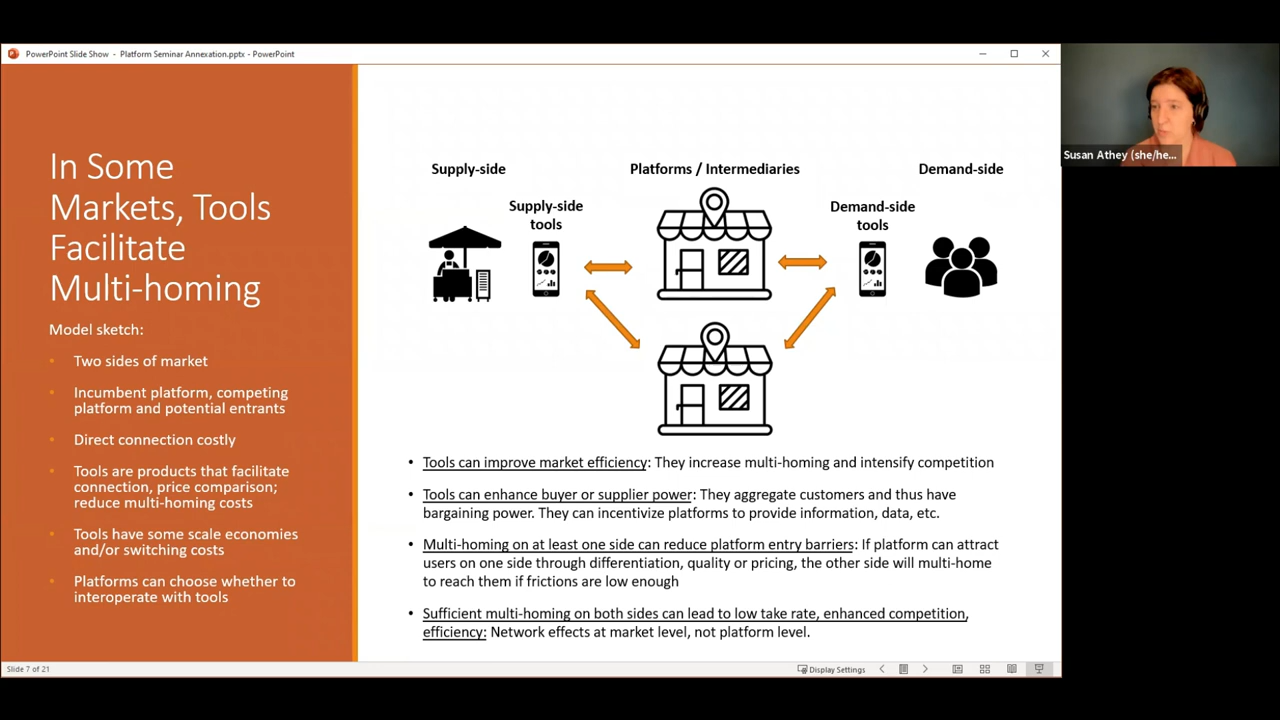 PowerPoint Slide Show - Platform Seminar Annexation.pptx - PowerPoint
In Some
Markets, Tools
Facilitate
Multi-homing
Model sketch:
• Two sides of market
• Incumbent platform, competing
platform and potential entrants
• Direct connection costly
• Tools are products that facilitate
connection, price comparison;
reduce multi-homing costs
• Tools have some scale economies
and/or switching costs
• Platforms can choose whether to
interoperate with tools
Supply-side
Platforms / Intermediaries
Demand-side
Supply-side
tools
Demand-side
tools
• Tools can improve market efficiency: They increase multi-homing and intensify competition
• Tools can enhance buyer or supplier power: They aggregate customers and thus have
bargaining power. They can incentivize platforms to provide information, data, etc.
• Multi-homing on at least one side can reduce platform entry barriers: If platform can attract
users on one side through differentiation, quality or pricing, the other side will multi-home
to reach them if frictions are low enough
• Sufficient multi-homing on both sides can lead to low take rate, enhanced competition,
efficiency: Network effects at market level, not platform level.
Slide 7 of 21
Display Settings
Susan Athey (she/he...